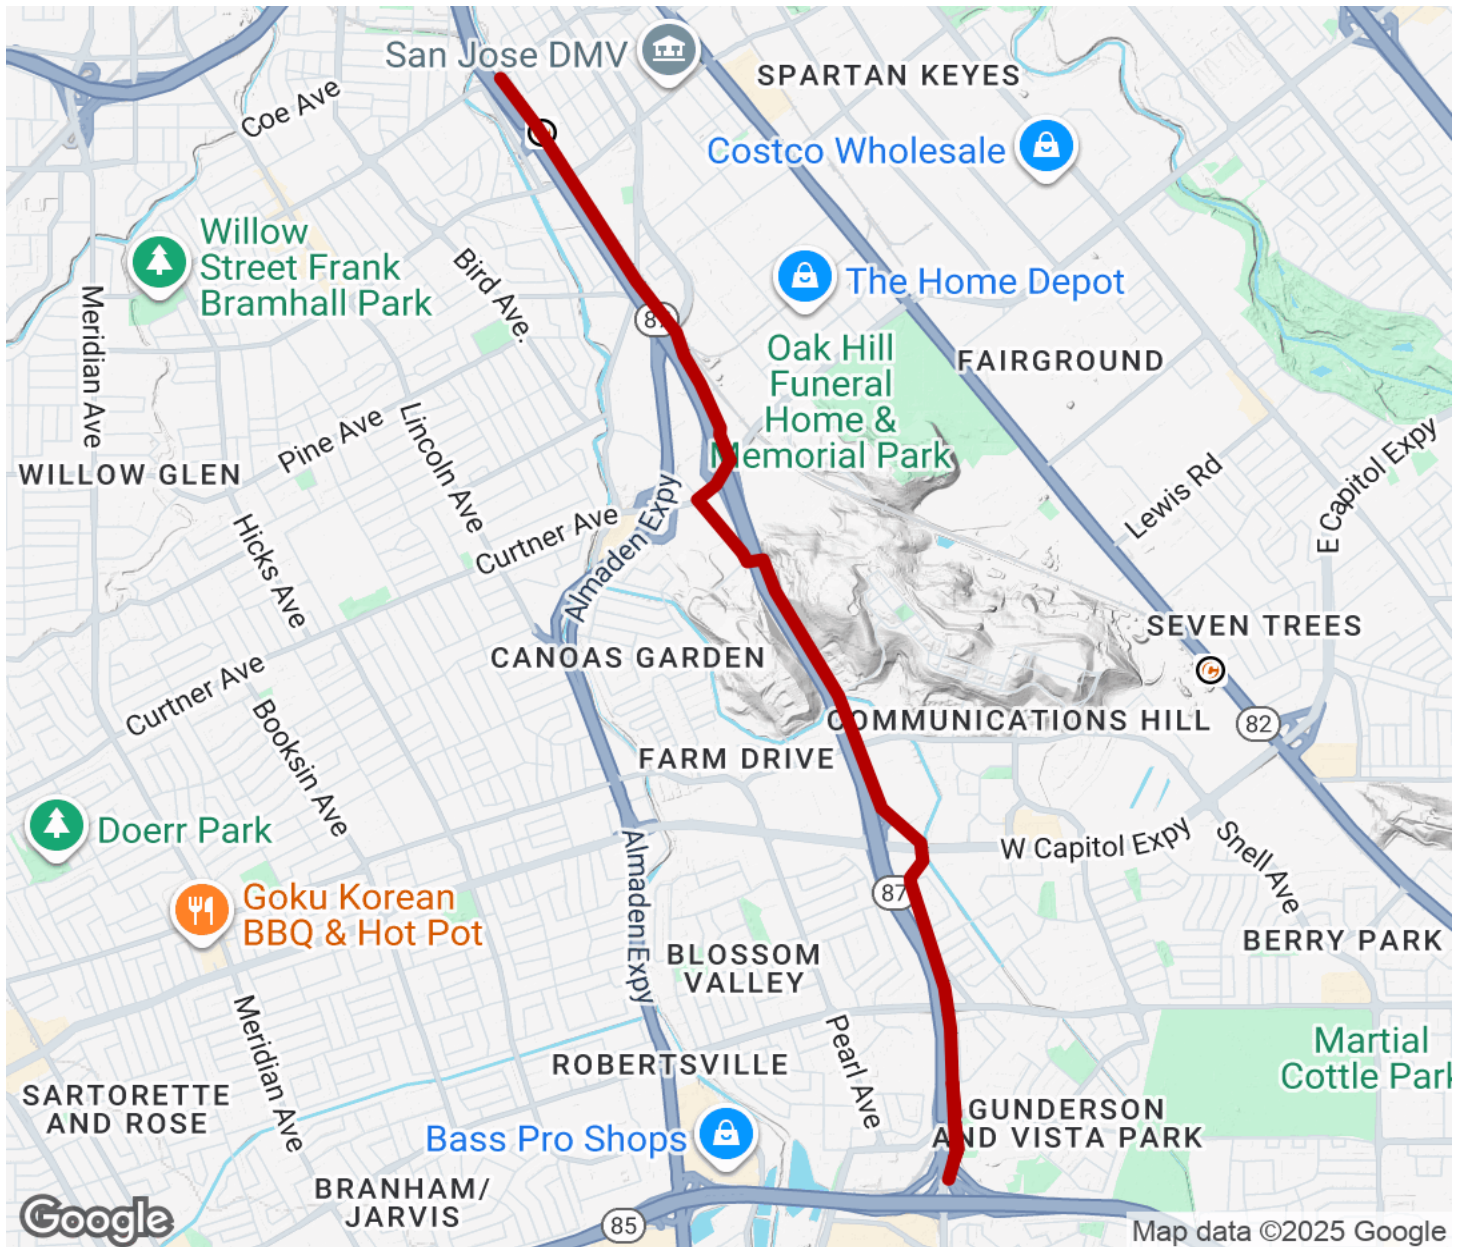 San Jose DMV
SPARTAN KEYES
Coe Ave
Costco Wholesale
Willow
Street Frank
Bramhall Park
Bird Ave.
The Home Depot
Meridian Ave
87
Oak Hill
Funeral
Home &
Memorial Park
FAIRGROUND
Pine Ave
Lincoln Ave
E Capitol Expy
WILLOW GLEN
Lewis Rd
Hicks Ave
Curtner Ave
Almaden Expy
SEVEN TREES
CANOAS GARDEN
Curtner Ave
COMMUNICATIONS HILL
82
Booksin Ave
FARM DRIVE
Doerr Park
Almaden Expy
W Capitol Expy
Snell Ave
87
Goku Korean
BBQ & Hot Pot
BERRY PARK
BLOSSOM
VALLEY
Meridian Ave
Pearl Ave
Martial
Cottle Park
ROBERTSVILLE
SARTORETTE
AND ROSE
GUNDERSON
AND VISTA PARK
Bass Pro Shops
BRANHAM/
JARVIS
85
Google
Map data ©2025 Google